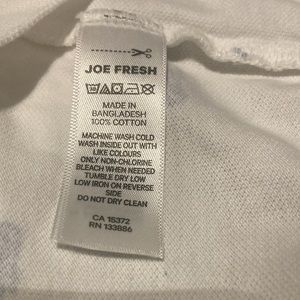 JOE FRESH
MADE IN
BANGLADESH
100% COTTON
MACHINE WASH COLD
WASH INSIDE OUT WITH
LIKE COLOURS
ONLY NON-CHLORINE
BLEACH WHEN NEEDED
TUMBLE DRY LOW
LOW IRON ON REVERSE
SIDE
DO NOT DRY CLEAN
CA 15372
RN 133886